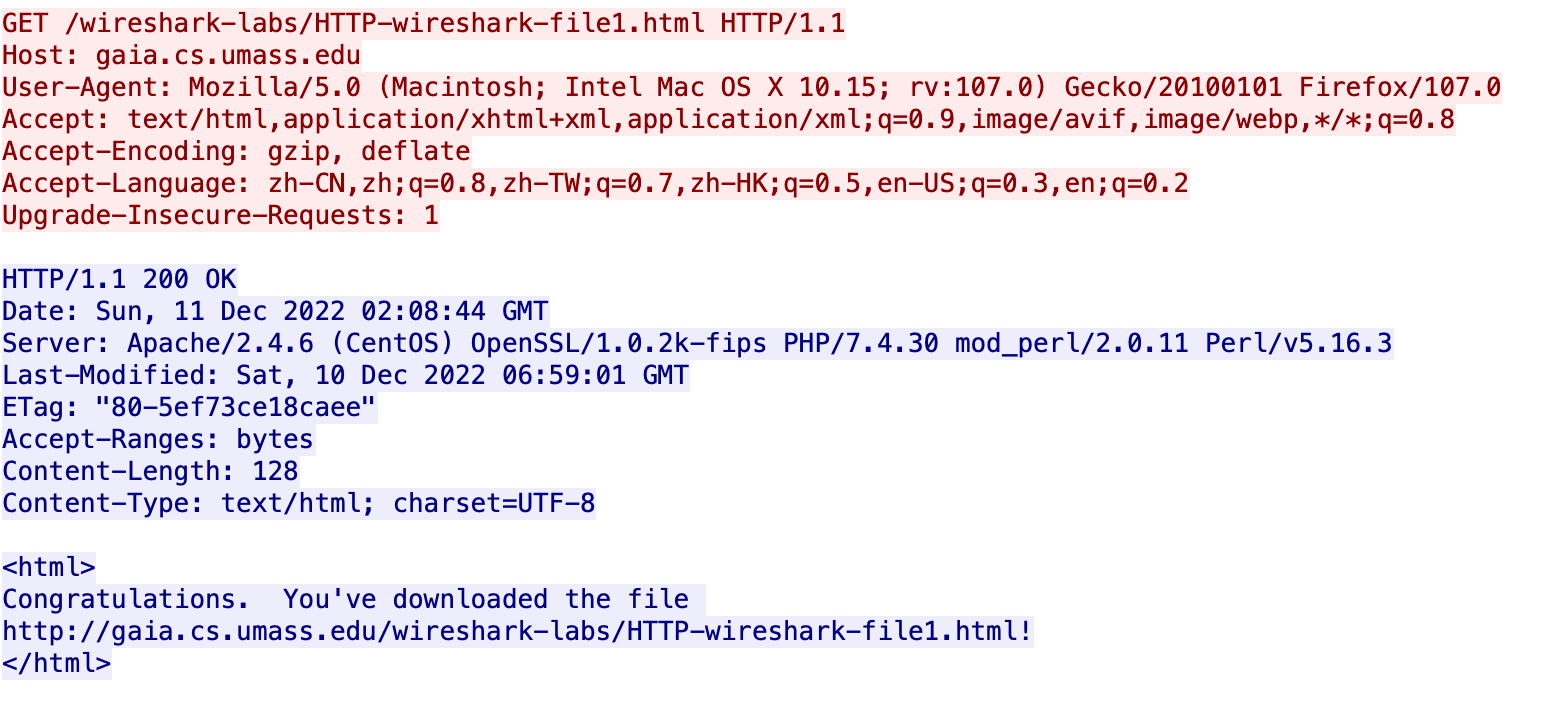 GET /wireshark-labs/HTTP-wireshark-file1.html HTTP/1.1
Host: gaia.cs.umass.edu
User-Agent: Mozilla/5.0 (Macintosh; Intel Mac OS X 10.15; rv:107.0) Gecko/20100101 Firefox/107.0
Accept: text/html,application/xhtml+xml,application/xml;q=0.9,image/avif,image/webp,*/*;q=0.8
Accept-Encoding: gzip, deflate
Accept-Language: zh-CN,zh;q=0.8,zh-TW;q=0.7,zh-HK;q=0.5,en-US;q=0.3,en;q=0.2
Upgrade-Insecure-Requests: 1

HTTP/1.1 200 OK
Date: Sun, 11 Dec 2022 02:08:44 GMT
Server: Apache/2.4.6 (CentOS) OpenSSL/1.0.2k-fips PHP/7.4.30 mod_perl/2.0.11 Perl/v5.16.3
Last-Modified: Sat, 10 Dec 2022 06:59:01 GMT
ETag: "80-5ef73ce18caee"
Accept-Ranges: bytes
Content-Length: 128
Content-Type: text/html; charset=UTF-8

<html>
Congratulations.  You've downloaded the file
http://gaia.cs.umass.edu/wireshark-labs/HTTP-wireshark-file1.html!
</html>